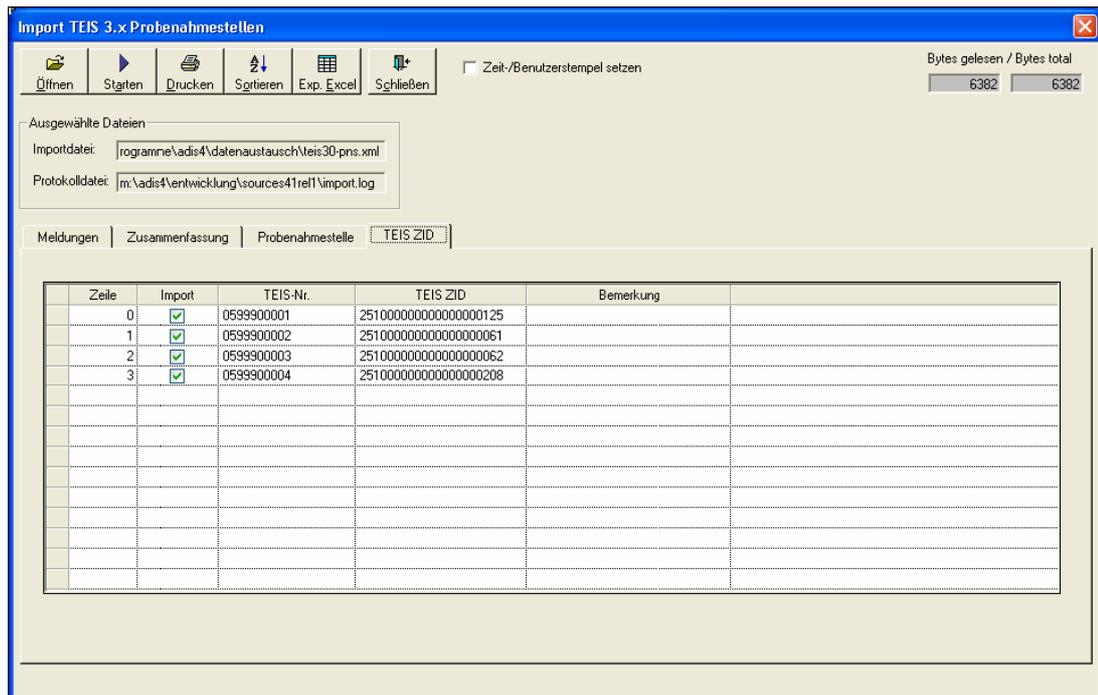 Import TEIS 3.x Probenahmestellen
Öffnen Starten Drucken Sortieren Exp. Excel Schließen
Zeit-/Benutzerstempel setzen
Bytes gelesen / Bytes total
6382 6382
Ausgewählte Dateien
Importdatei: rogramme\adis4\datenaustausch\teis30-pns.xml
Protokolldatei: m:\adis4\entwicklung\sources41rel1\import.log
Meldungen Zusammenfassung Probenahmestelle TEIS ZID
Zeile Import TEIS-Nr. TEIS ZID Bemerkung
0 0599900001 251000000000000000125
1 0599900002 251000000000000000061
2 0599900003 251000000000000000062
3 0599900004 251000000000000000208